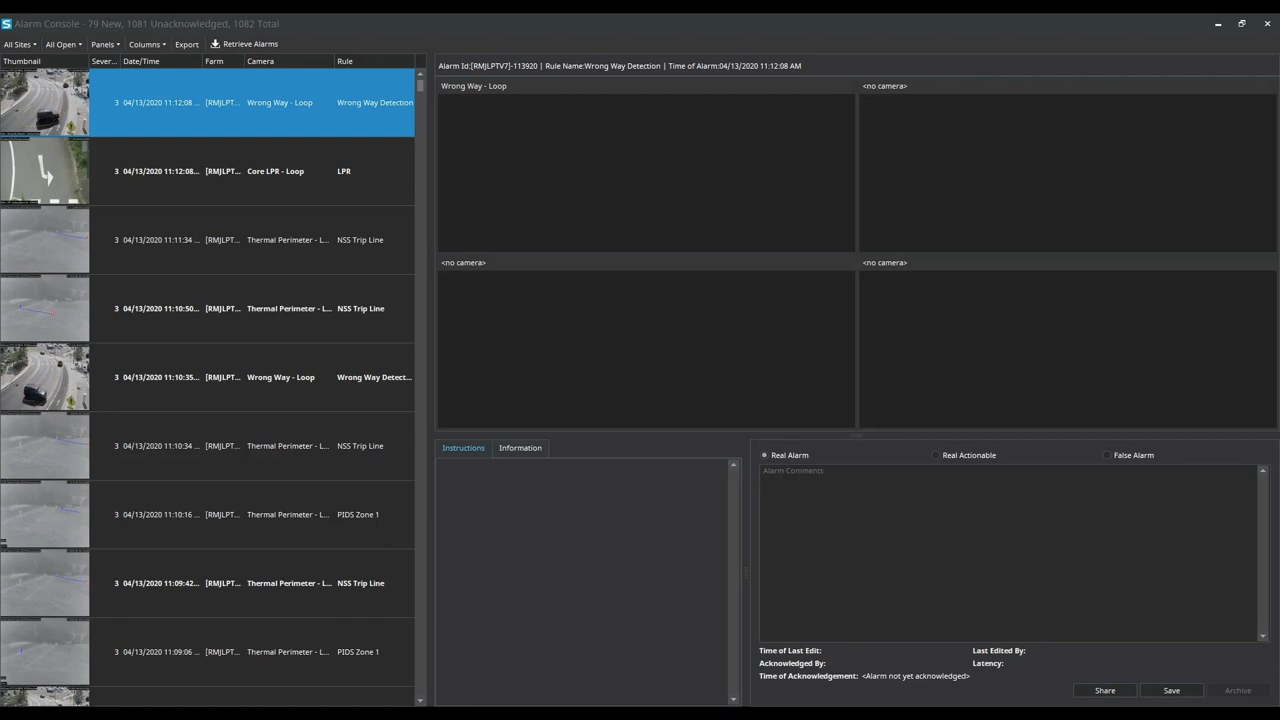 S Alarm Console - 79 New, 1081 Unacknowledged, 1082 Total
All Sites All Open Panels Columns Export Retrieve Alarms
Thumbnail Sever... Date/Time Farm Camera Rule
3 04/13/2020 11:12:08 ... [RMJLPT... Wrong Way - Loop Wrong Way Detection
3 04/13/2020 11:12:08... [RMJLPT... Core LPR - Loop LPR
3 04/13/2020 11:11:34 ... [RMJLPT... Thermal Perimeter - L... NSS Trip Line
3 04/13/2020 11:10:50... [RMJLPT... Thermal Perimeter - L... NSS Trip Line
3 04/13/2020 11:10:35... [RMJLPT... Wrong Way - Loop Wrong Way Detect...
3 04/13/2020 11:10:34 ... [RMJLPT... Thermal Perimeter - L... NSS Trip Line
3 04/13/2020 11:10:16 ... [RMJLPT... Thermal Perimeter - L... PIDS Zone 1
3 04/13/2020 11:09:42... [RMJLPT... Thermal Perimeter - L... NSS Trip Line
3 04/13/2020 11:09:06 ... [RMJLPT... Thermal Perimeter - L... PIDS Zone 1
Alarm Id:[RMJLPTV7]-113920 | Rule Name:Wrong Way Detection | Time of Alarm:04/13/2020 11:12:08 AM
Wrong Way - Loop <no camera>
<no camera> <no camera>
Instructions Information
Real Alarm Real Actionable False Alarm
Alarm Comments
Time of Last Edit: Last Edited By:
Acknowledged By: Latency:
Time of Acknowledgement: <Alarm not yet acknowledged>
Share Save Archive